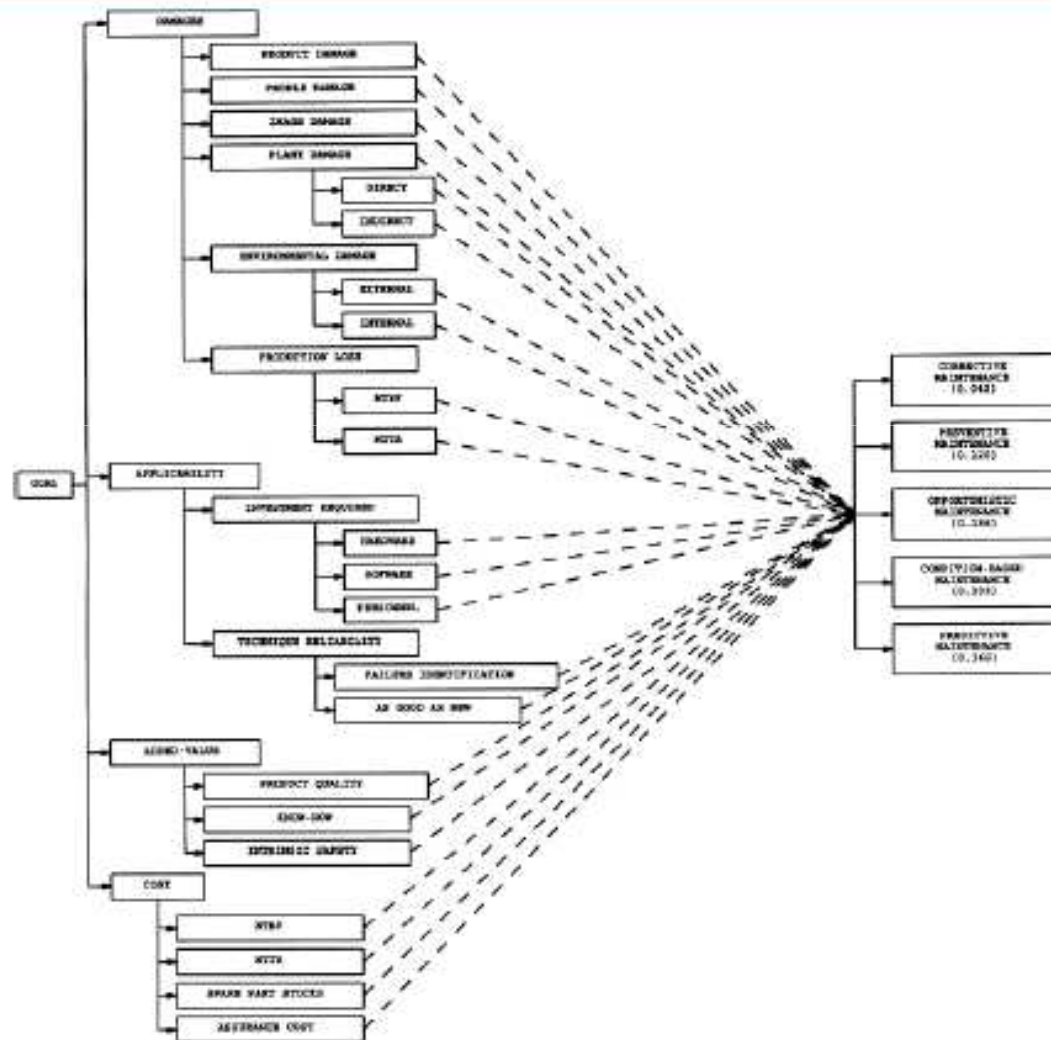 DAMAGES
PRODUCT DAMAGE
PEOPLE DAMAGE
IMAGE DAMAGE
PLANT DAMAGE
DIRECT
INDIRECT
ENVIRONMENTAL DAMAGE
EXTERNAL
INTERNAL
PRODUCTION LOSS
MTBF
MTTR
GOAL
APPLICABILITY
INVESTMENT REQUIRED
HARDWARE
SOFWARE
PERSONNEL
TECHNIQUE RELIABILITY
FAILURE IDENTIFICATION
AS GOOD AS NEW
ADDED-VALUE
PRODUCT QUALITY
KNOW-HOW
INTRINSIC SAFETY
COST
MTBF
MTTR
SPARE PART STOCKS
ASSURANCE COST
CORRECTIVE
MAINTENANCE
PREVENTIVE
MAINTENANCE
OPPORTUNISTIC
MAINTENANCE
CONDITION-BASED
MAINTENANCE
PREDICTIVE
MAINTENANCE